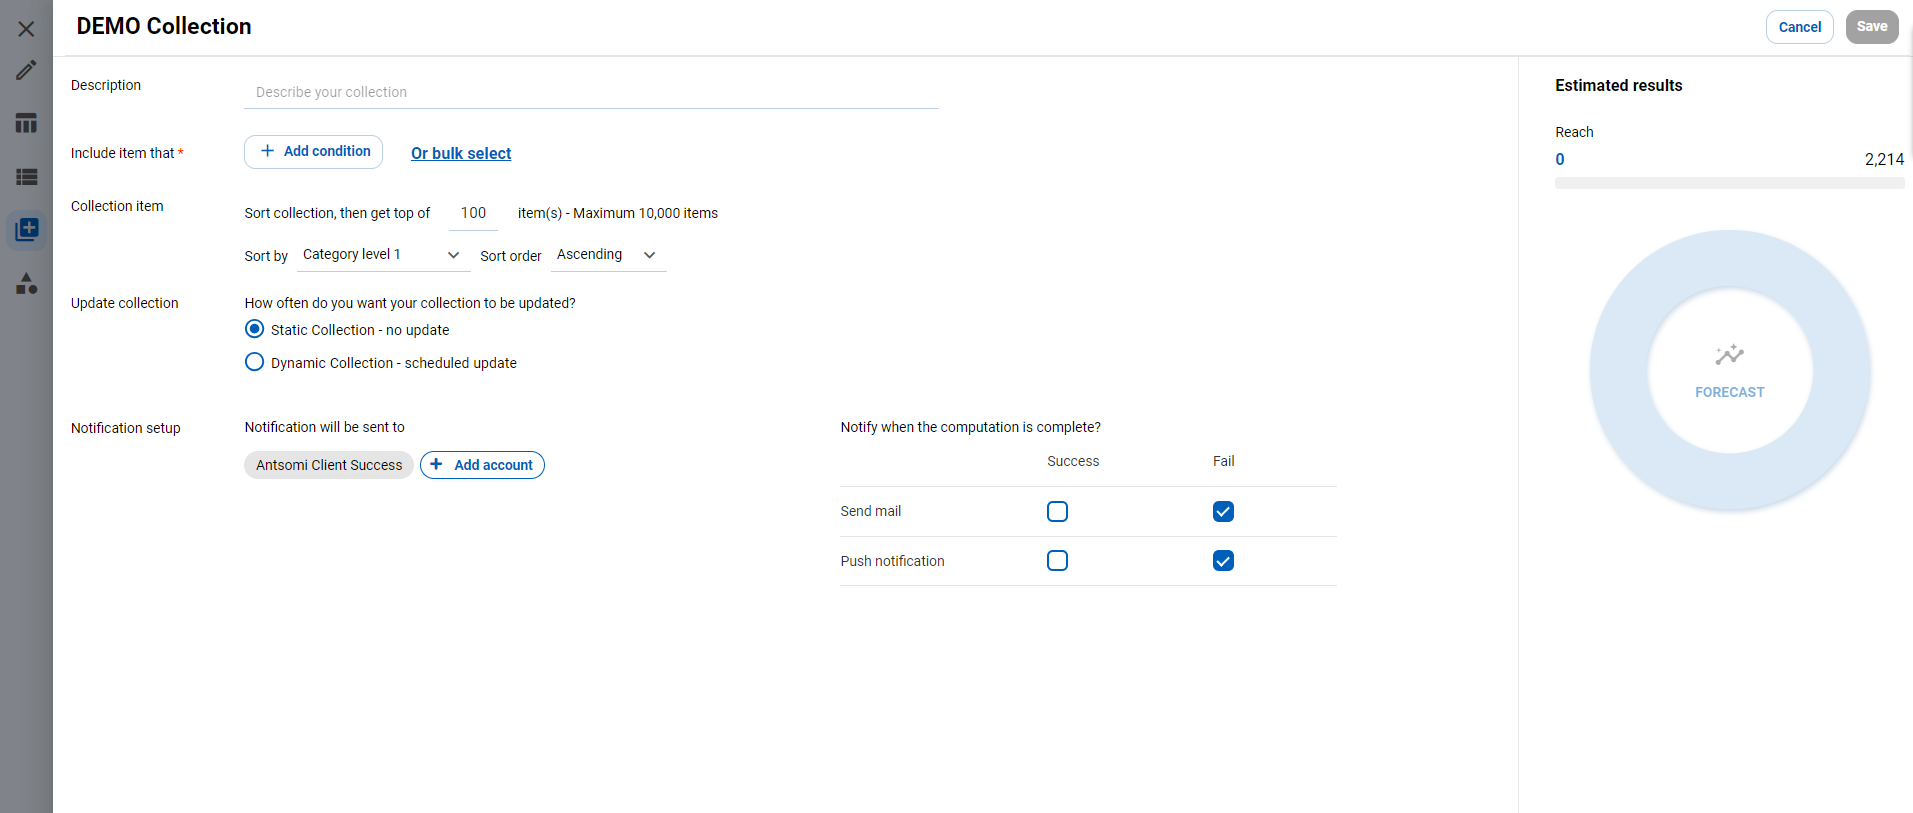 DEMO Collection
Cancel
Save
Description
Describe your collection
Include item that *
Add condition
Or bulk select
Collection item
Sort collection, then get top of 100 item(s) - Maximum 10,000 items
Sort by Category level 1 Sort order Ascending
Update collection
How often do you want your collection to be updated?
Static Collection - no update
Dynamic Collection - scheduled update
Notification setup
Notification will be sent to
Antsomi Client Success
+ Add account
Notify when the computation is complete?
Success Fail
Send mail
Push notification
Estimated results
Reach
0 2,214
FORECAST